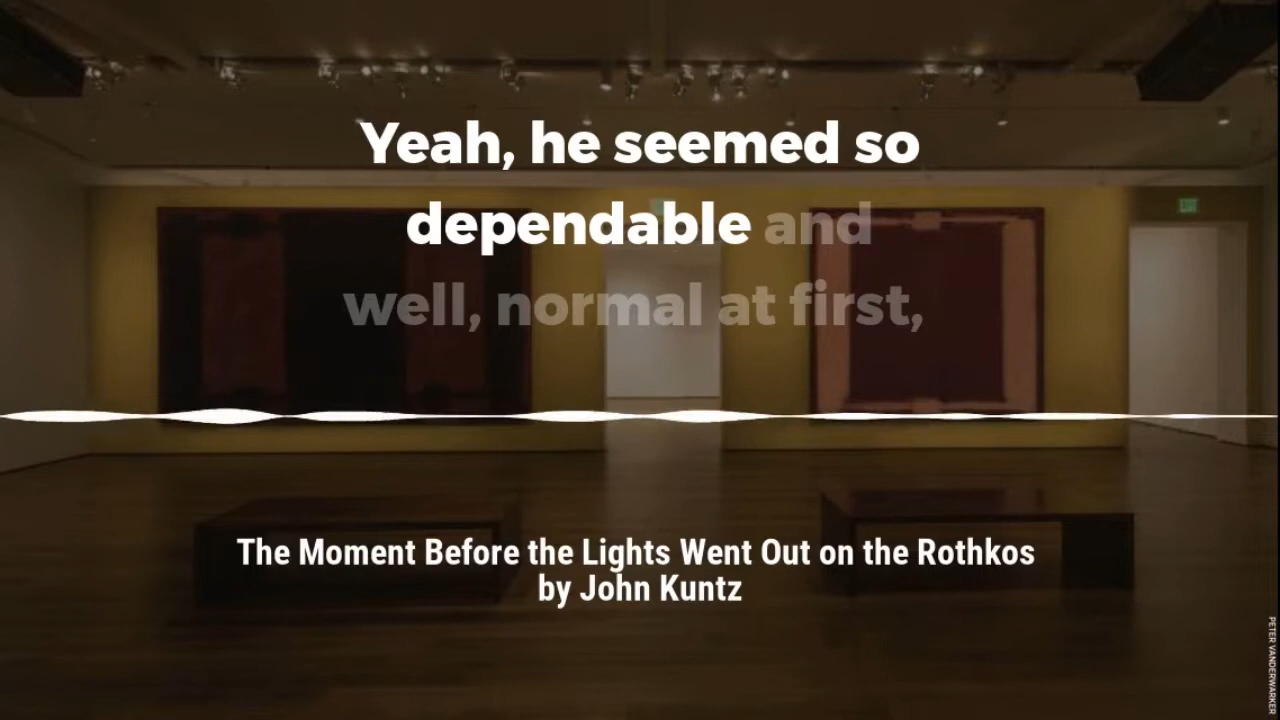 Yeah, he seemed so
dependable and
well, normal at first,
The Moment Before the Lights Went Out on the Rothkos
by John Kuntz
PETER VANDERWARKER